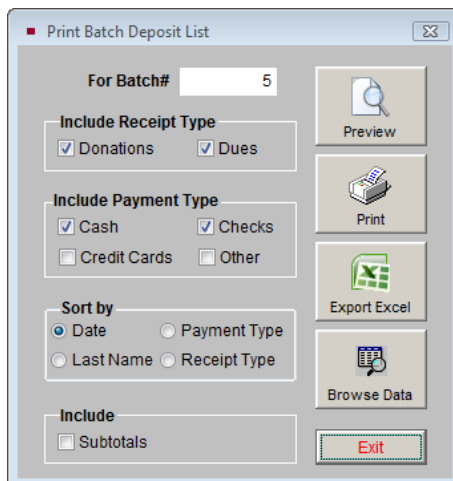 Print Batch Deposit List
For Batch# 5
Preview
Include Receipt Type
Donations Dues
Print
Include Payment Type
Cash Checks
Credit Cards Other
Export Excel
Sort by
Date Payment Type
Last Name Receipt Type
Browse Data
Include
Subtotals
Exit